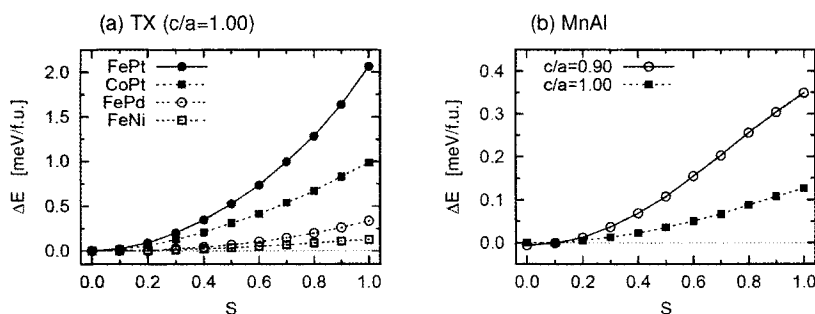 (a) TX (c/a=1.00)
FePt
CoPt
FePd
FeNi
2.0
1.5
1.0
0.5
0.0
ΔE [meV/f.u.]
0.0 0.2 0.4 0.6 0.8 1.0
S
(b) MnAl
c/a=0.90
c/a=1.00
0.4
0.3
0.2
0.1
0.0
ΔE [meV/f.u.]
0.0 0.2 0.4 0.6 0.8 1.0
S